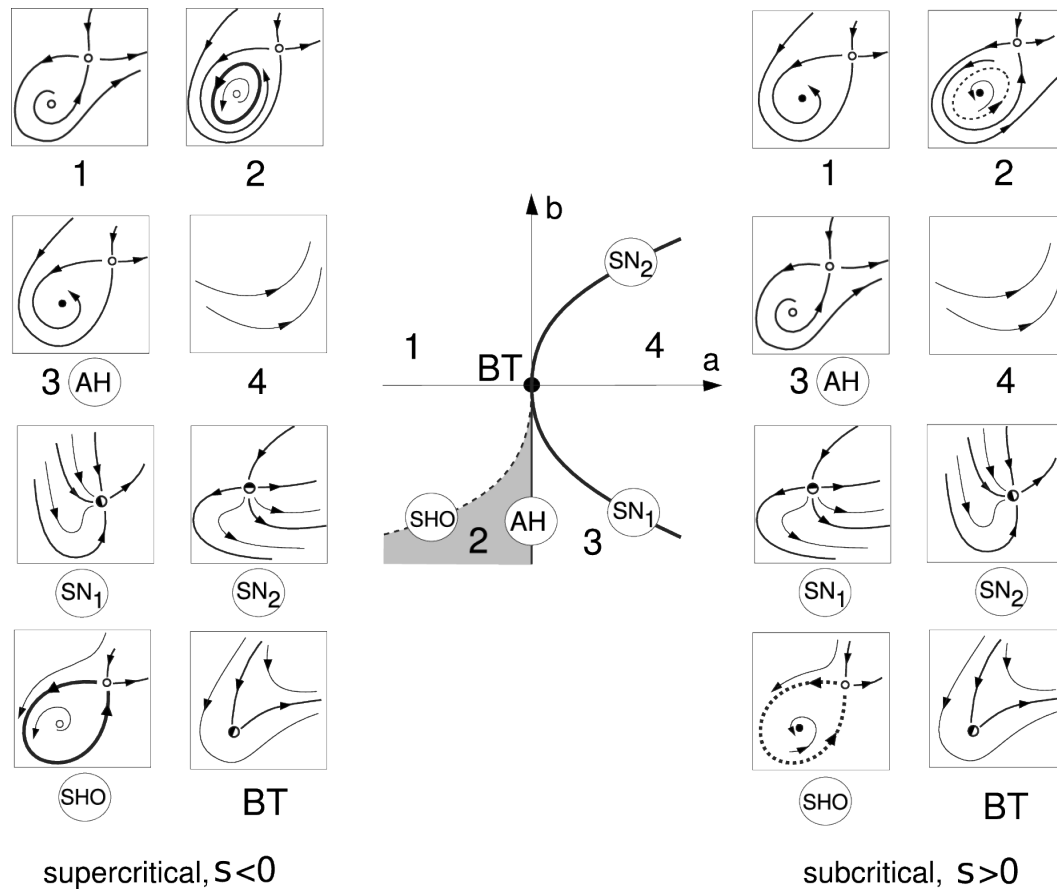 1 2
3 AH 4
SN1 SN2
SHO BT
supercritical, s<0
b
SN2
1 4
BT a
SHO AH SN1
2 3
1 2
3 AH 4
SN1 SN2
SHO BT
subcritical, s>0